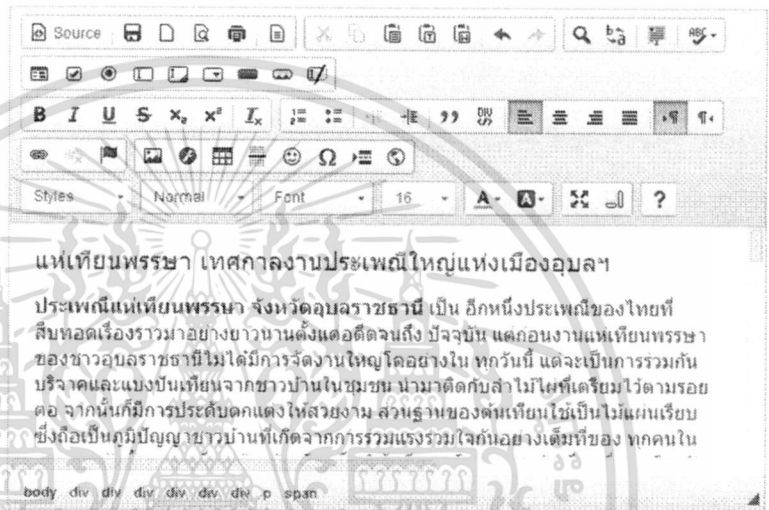 Source
ABC
B I U S x₂ x² Iₓ DIV
Styles Normal Font 16 A A ?
แห่เทียนพรรษา เทศกาลงานประเพณีใหญ่แห่งเมืองอุบลฯ
ประเพณีแห่เทียนพรรษา จังหวัดอุบลราชธานี เป็น อีกหนึ่งประเพณีของไทยที่
สืบทอดเรื่องราวมาอย่างยาวนานตั้งแต่อดีตจนถึง ปัจจุบัน แต่ก่อนงานแห่เทียนพรรษา
ของชาวอุบลราชธานีไม่ได้มีการจัดงานใหญ่โตอย่างใน ทุกวันนี้ แต่จะเป็นการร่วมกัน
บริจาคและแบ่งปันเทียนจากชาวบ้านในชุมชน นำมาติดกับลำไม้ไผ่ที่เตรียมไว้ตามรอย
ต่อ จากนั้นก็มีการประดับตกแต่งให้สวยงาม ส่วนฐานของต้นเทียนใช้เป็นไม้แผ่นเรียบ
ซึ่งถือเป็นภูมิปัญญาชาวบ้านที่เกิดจากการร่วมแรงร่วมใจกันอย่างเต็มที่ของ ทุกคนใน
body div div div div div div p span